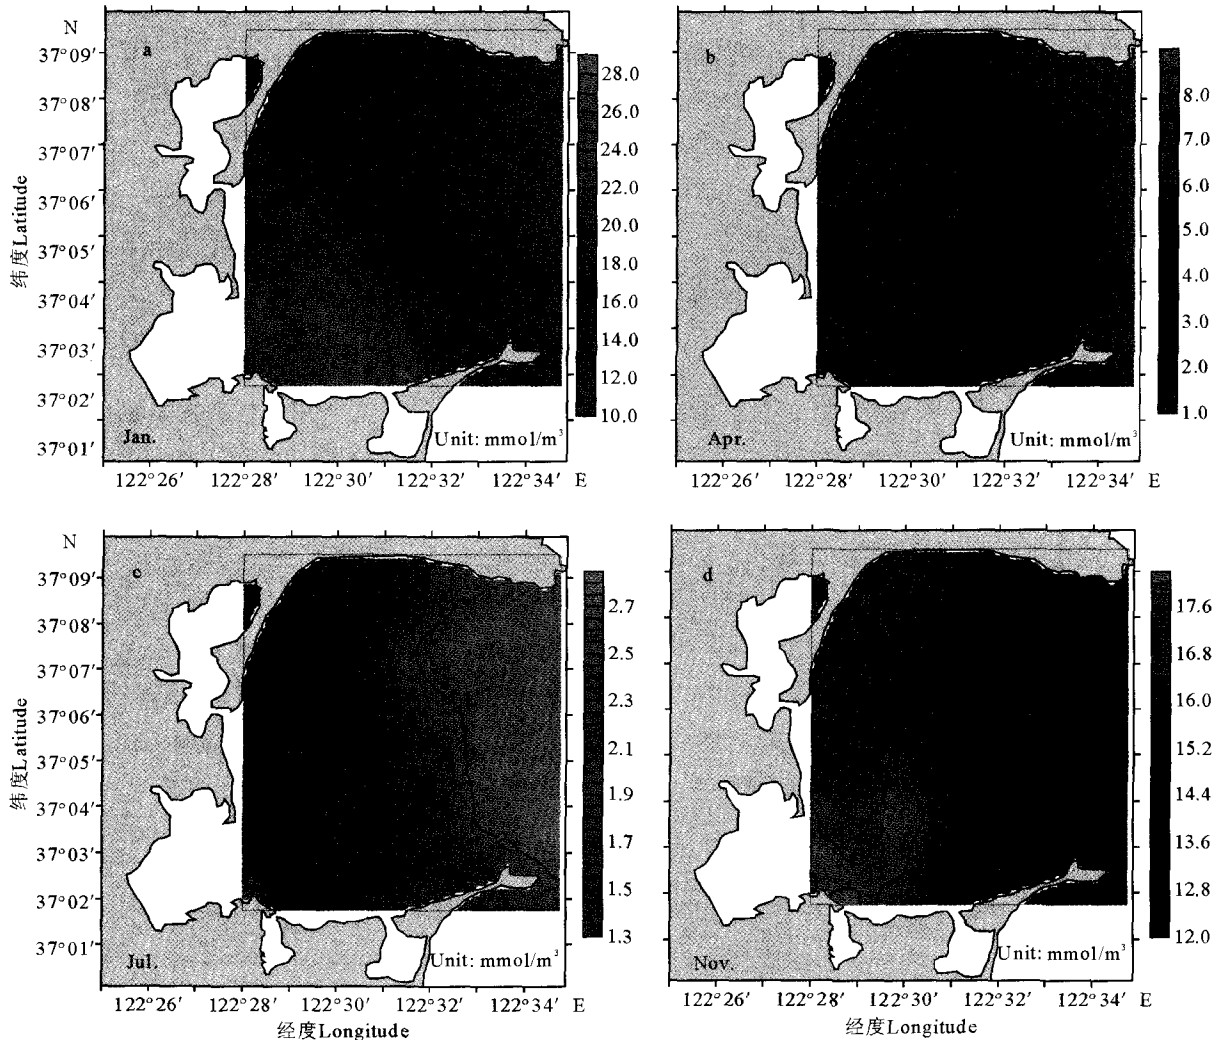 N
a
37°09′
37°08′
37°07′
37°06′
37°05′
37°04′
37°03′
37°02′
37°01′
纬度Latitude
28.0
26.0
24.0
22.0
20.0
18.0
16.0
14.0
12.0
10.0
Jan.
Unit: mmol/m³
122°26′ 122°28′ 122°30′ 122°32′ 122°34′ E
b
8.0
7.0
6.0
5.0
4.0
3.0
2.0
1.0
Apr.
Unit: mmol/m³
122°26′ 122°28′ 122°30′ 122°32′ 122°34′ E
N
c
37°09′
37°08′
37°07′
37°06′
37°05′
37°04′
37°03′
37°02′
37°01′
纬度Latitude
2.7
2.5
2.3
2.1
1.9
1.7
1.5
1.3
Jul.
Unit: mmol/m³
122°26′ 122°28′ 122°30′ 122°32′ 122°34′ E
经度Longitude
d
17.6
16.8
16.0
15.2
14.4
13.6
12.8
12.0
Nov.
Unit: mmol/m³
122°26′ 122°28′ 122°30′ 122°32′ 122°34′ E
经度Longitude